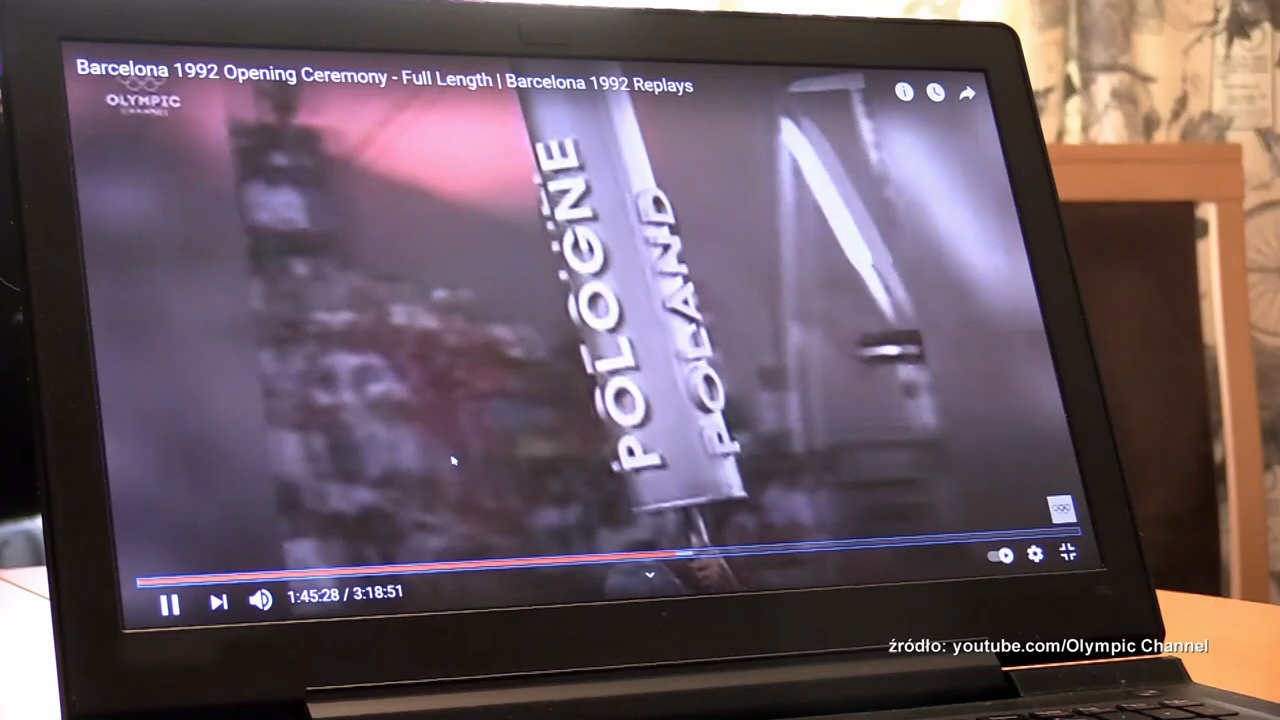 Barcelona 1992 Opening Ceremony - Full Length | Barcelona 1992 Replays
OLYMPIC
CHANNEL
POLOGNE
POLAND
1:45:28 / 3:18:51
źródło: youtube.com/Olympic Channel